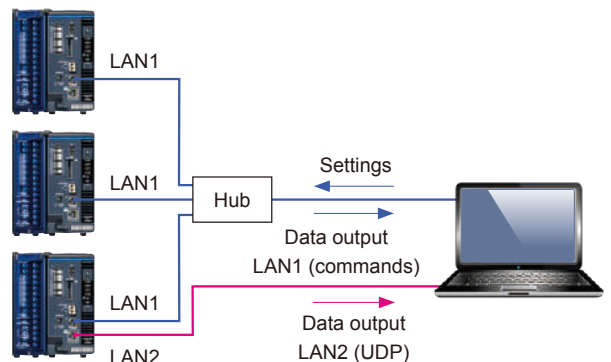 LAN1
LAN1
Settings
Hub
Data output
LAN1 (commands)
LAN1
Data output
LAN2
LAN2 (UDP)